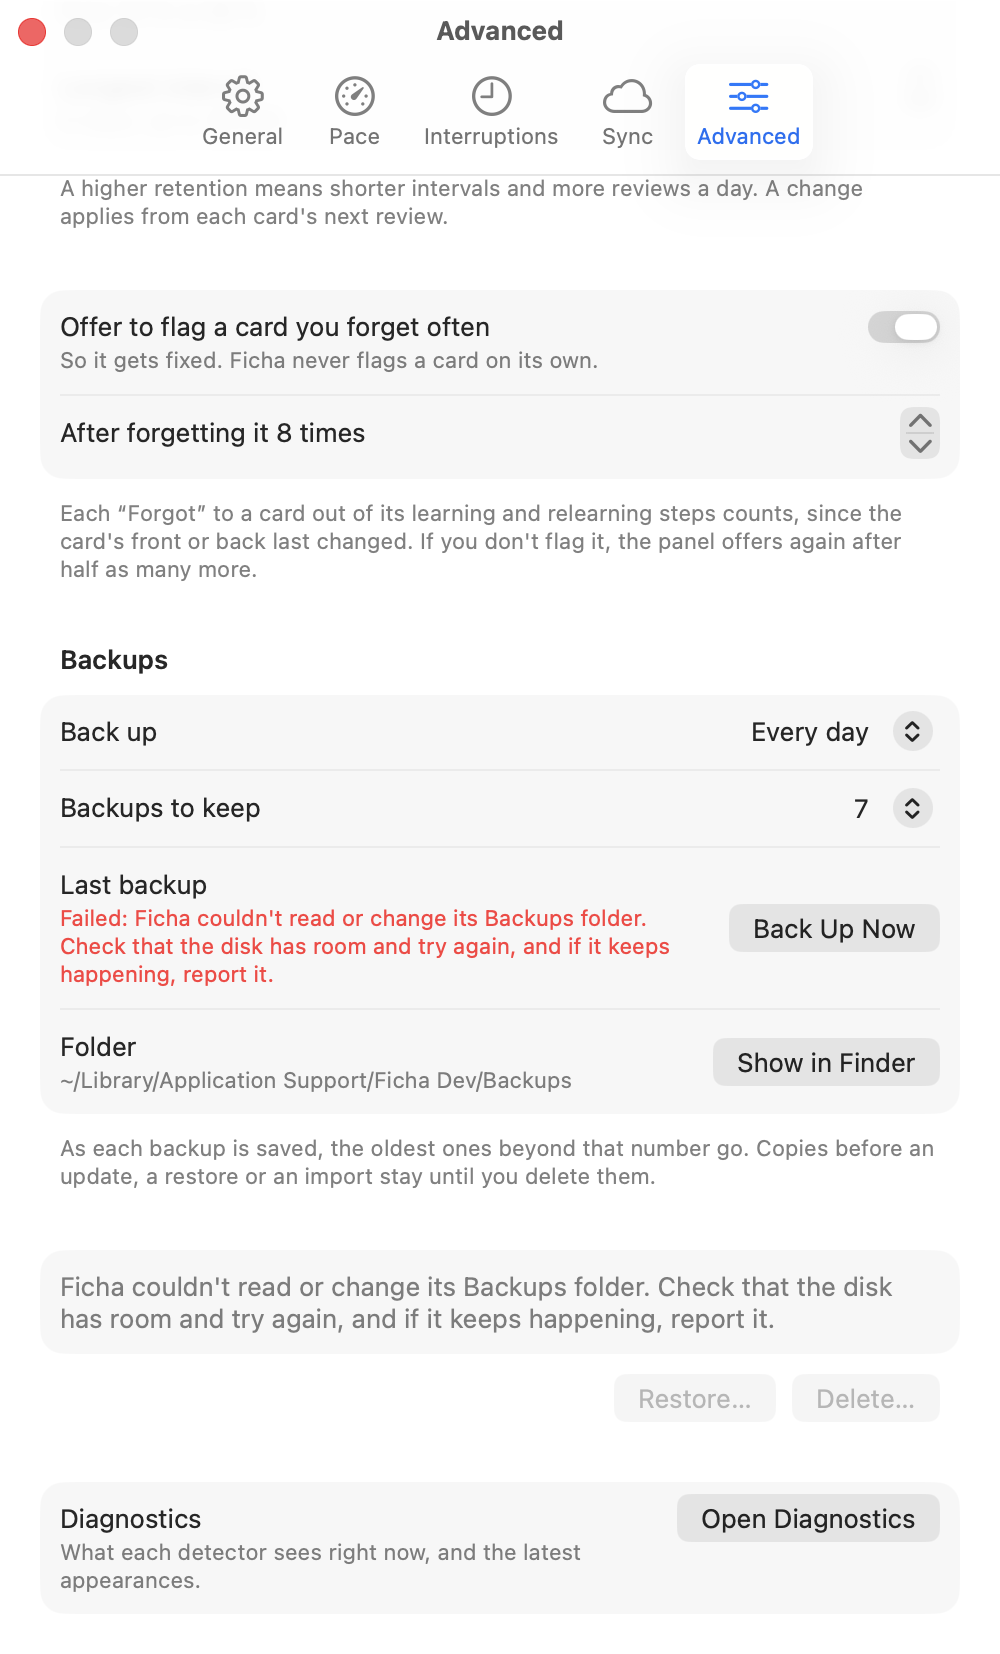 Advanced
General
Pace
Interruptions
Sync
Advanced
A higher retention means shorter intervals and more reviews a day. A change
applies from each card's next review.
Offer to flag a card you forget often
So it gets fixed. Ficha never flags a card on its own.
After forgetting it 8 times
Each “Forgot” to a card out of its learning and relearning steps counts, since the
card's front or back last changed. If you don't flag it, the panel offers again after
half as many more.
Backups
Back up
Every day
Backups to keep
7
Last backup
Failed: Ficha couldn't read or change its Backups folder.
Check that the disk has room and try again, and if it keeps
happening, report it.
Back Up Now
Folder
~/Library/Application Support/Ficha Dev/Backups
Show in Finder
As each backup is saved, the oldest ones beyond that number go. Copies before an
update, a restore or an import stay until you delete them.
Ficha couldn't read or change its Backups folder. Check that the disk
has room and try again, and if it keeps happening, report it.
Restore...
Delete...
Diagnostics
What each detector sees right now, and the latest
appearances.
Open Diagnostics